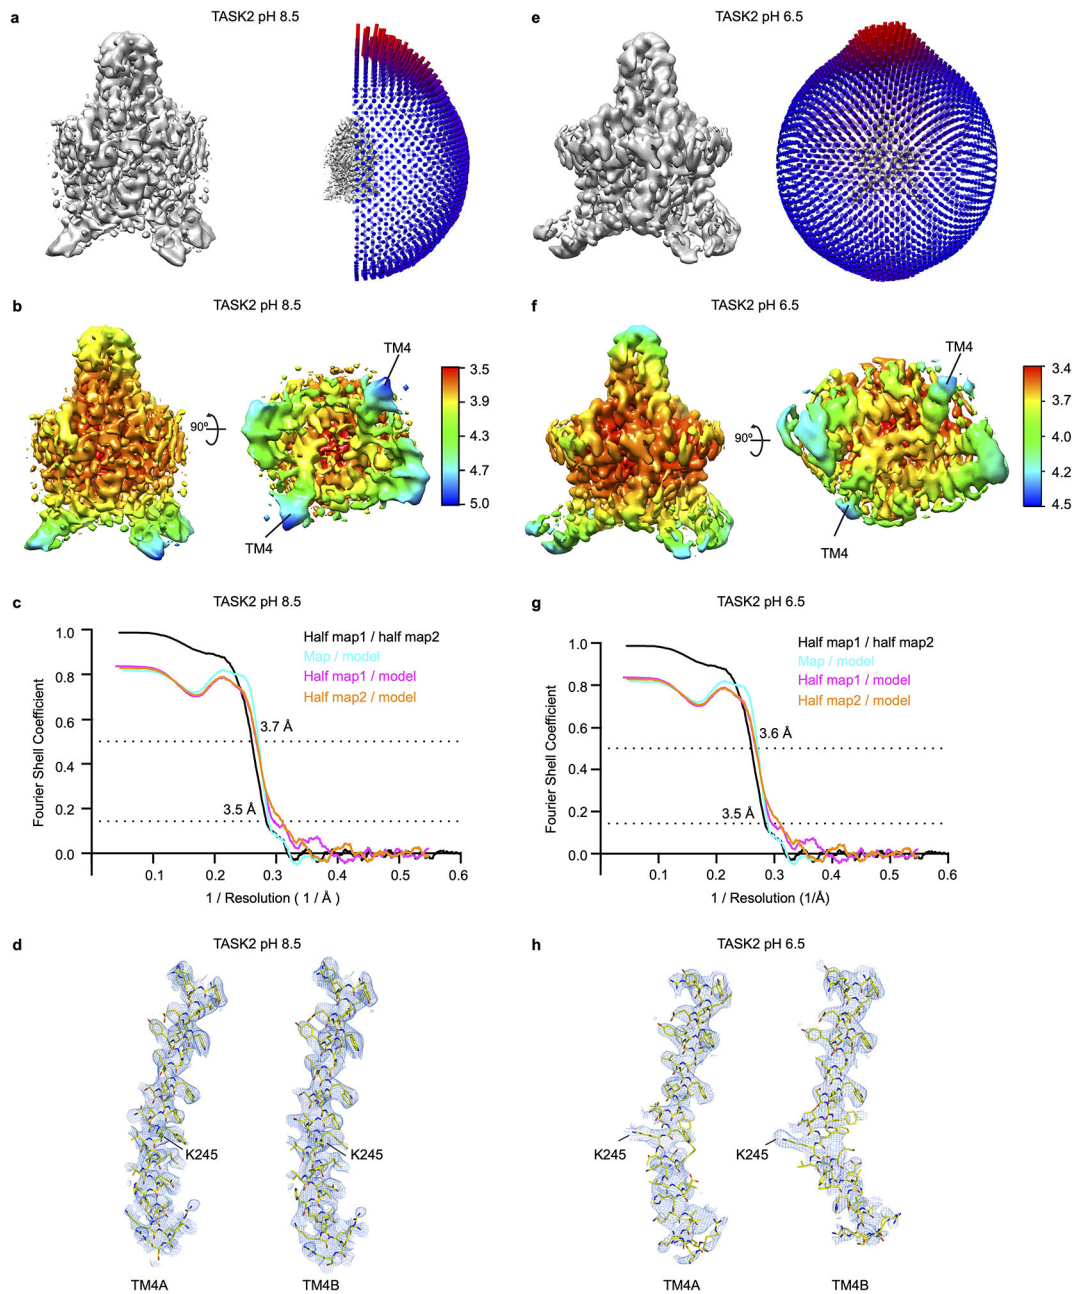 a
TASK2 pH 8.5
e
TASK2 pH 6.5
b
TASK2 pH 8.5
TM4
90º
TM4
3.5
3.9
4.3
4.7
5.0
f
TASK2 pH 6.5
TM4
90º
TM4
3.4
3.7
4.0
4.2
4.5
c
TASK2 pH 8.5
Fourier Shell Coefficient
1.0
0.8
0.6
0.4
0.2
0.0
Half map1 / half map2
Map / model
Half map1 / model
Half map2 / model
3.7 Å
3.5 Å
0.1
0.2
0.3
0.4
0.5
0.6
1 / Resolution ( 1 / Å )
g
TASK2 pH 6.5
Fourier Shell Coefficient
1.0
0.8
0.6
0.4
0.2
0.0
Half map1 / half map2
Map / model
Half map1 / model
Half map2 / model
3.6 Å
3.5 Å
0.1
0.2
0.3
0.4
0.5
0.6
1 / Resolution (1/Å)
d
TASK2 pH 8.5
K245
K245
TM4A
TM4B
h
TASK2 pH 6.5
K245
K245
TM4A
TM4B